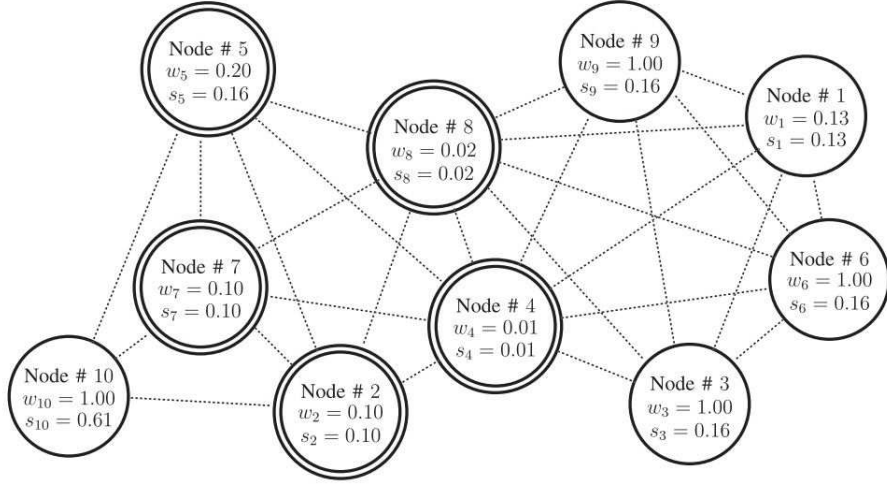 Node # 5
w₅ = 0.20
s₅ = 0.16
Node # 9
w₉ = 1.00
s₉ = 0.16
Node # 1
w₁ = 0.13
s₁ = 0.13
Node # 8
w₈ = 0.02
s₈ = 0.02
Node # 7
w₇ = 0.10
s₇ = 0.10
Node # 6
w₆ = 1.00
s₆ = 0.16
Node # 4
w₄ = 0.01
s₄ = 0.01
Node # 10
w₁₀ = 1.00
s₁₀ = 0.61
Node # 2
w₂ = 0.10
s₂ = 0.10
Node # 3
w₃ = 1.00
s₃ = 0.16